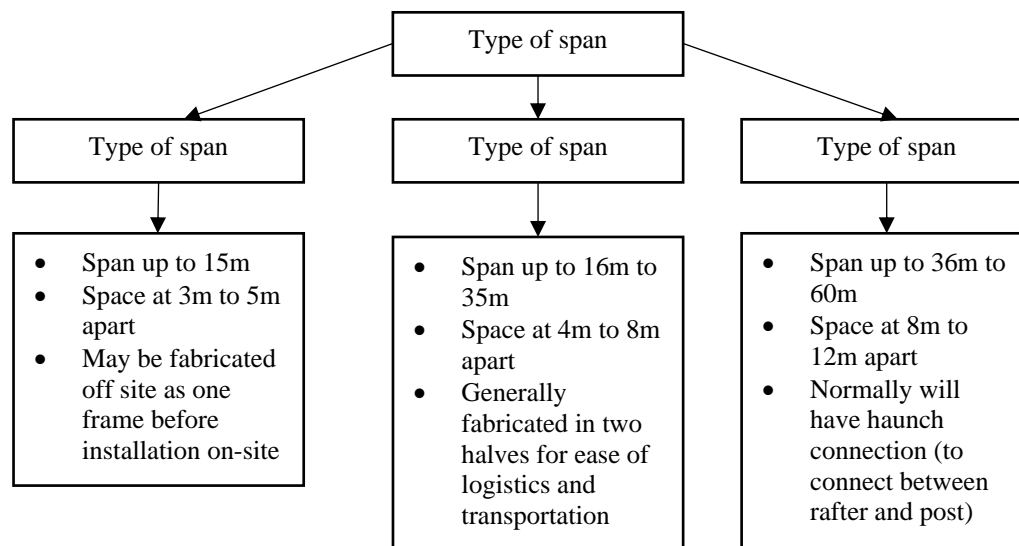 Type of span
Type of span
Type of span
Type of span
• Span up to 15m
• Space at 3m to 5m
apart
• May be fabricated
off site as one
frame before
installation on-site
• Span up to 16m to
35m
• Space at 4m to 8m
apart
• Generally
fabricated in two
halves for ease of
logistics and
transportation
• Span up to 36m to
60m
• Space at 8m to
12m apart
• Normally will
have haunch
connection (to
connect between
rafter and post)